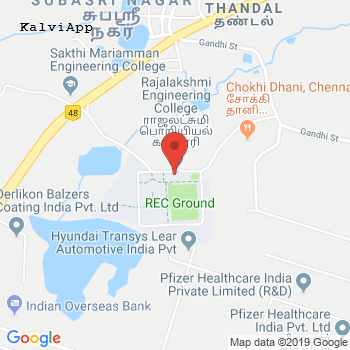 SUBASRI NAGAR
சுபஸ்ரீ
நகர்
THANDAL
தண்டல்
KalviApp
Gandhi St
Sakthi Mariamman
Engineering College
Rajalakshmi
Engineering
College
ராஜலட்சுமி
பொறியியல்
கல்லூரி
Chokhi Dhani, Chenna
சோக்கி
தானி...
Gandhi St
48
Oerlikon Balzers
Coating India Pvt. Ltd
REC Ground
Hyundai Transys Lear
Automotive India Pvt
Pfizer Healthcare India
Private Limited (R&D)
Indian Overseas Bank
Pfizer Healthcare
India Pvt. Ltd
Google
Map data ©2019 Google